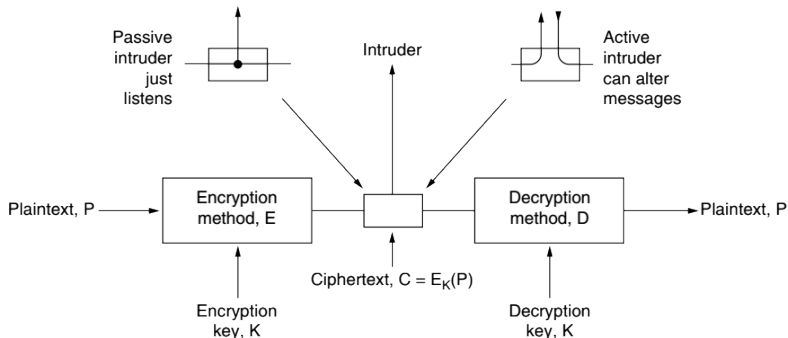 Passive
intruder
just
listens
Intruder
Active
intruder
can alter
messages
Plaintext, P
Encryption
method, E
Decryption
method, D
Plaintext, P
Ciphertext, C = E_K(P)
Encryption
key, K
Decryption
key, K